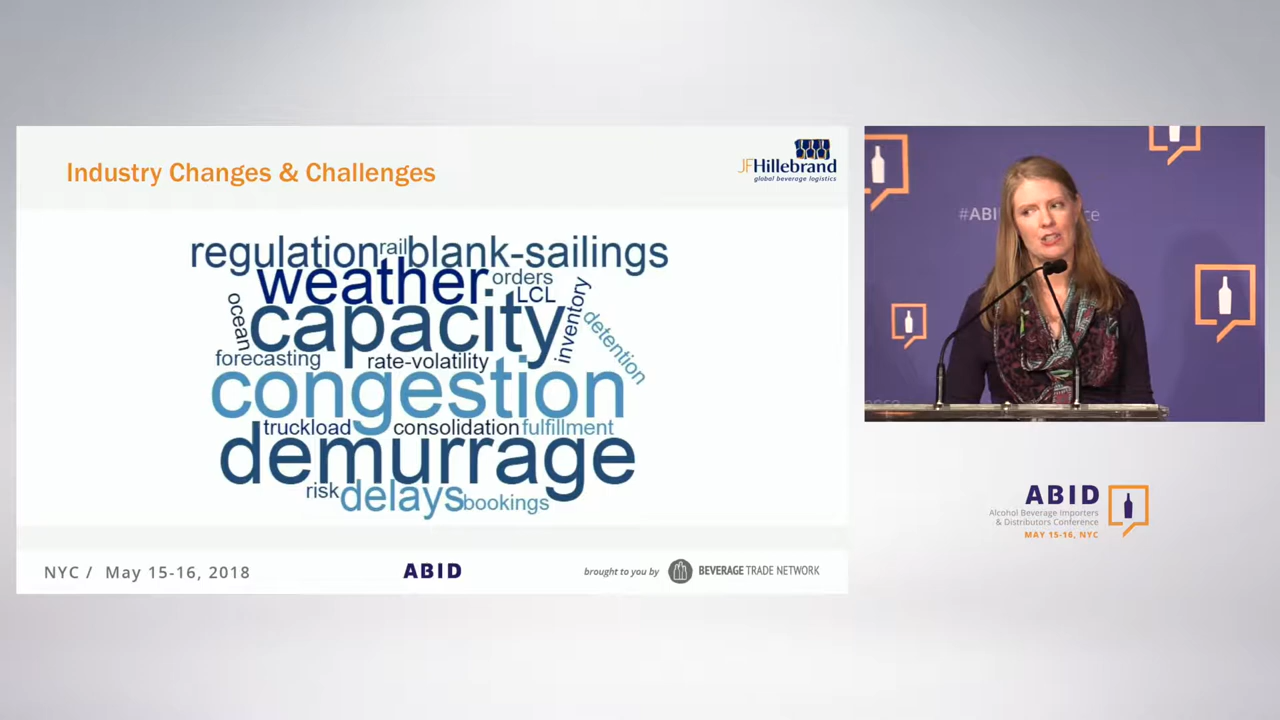 Industry Changes & Challenges
JFHillebrand
global beverage logistics
regulation rail blank-sailings
weather orders
LCL
ocean capacity inventory
detention
forecasting rate-volatility
congestion
truckload consolidation fulfillment
demurrage
risk delays bookings
NYC / May 15-16, 2018
ABID
brought to you by BEVERAGE TRADE NETWORK
#ABI
ce
ABID
Alcohol Beverage Importers
& Distributors Conference
MAY 15-16, NYC